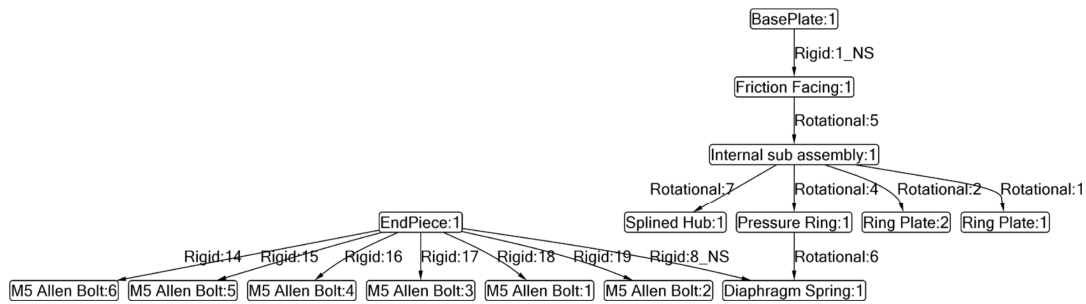 BasePlate:1
Rigid:1_NS
Friction Facing:1
Rotational:5
Internal sub assembly:1
Rotational:7 Rotational:4 Rotational:2 Rotational:1
EndPiece:1 Splined Hub:1 Pressure Ring:1 Ring Plate:2 Ring Plate:1
Rigid:14 Rigid:15 Rigid:16 Rigid:17 Rigid:18 Rigid:19 Rigid:8_NS Rotational:6
M5 Allen Bolt:6 M5 Allen Bolt:5 M5 Allen Bolt:4 M5 Allen Bolt:3 M5 Allen Bolt:1 M5 Allen Bolt:2 Diaphragm Spring:1